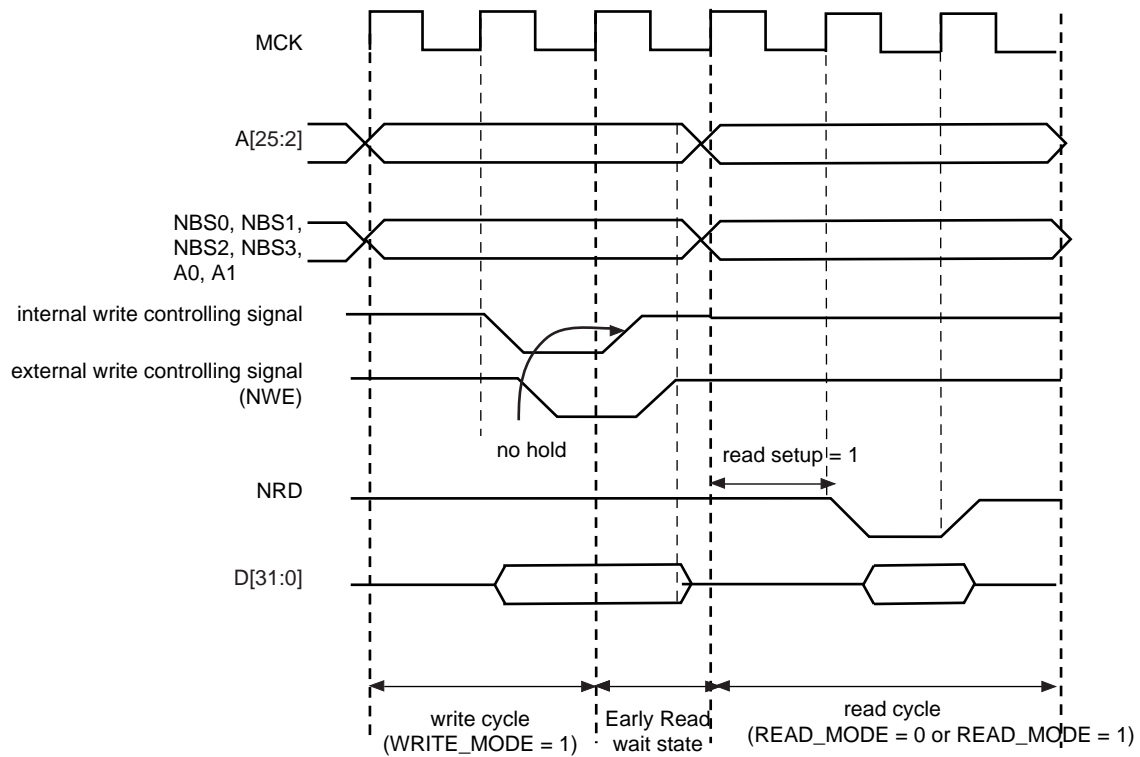 MCK
A[25:2]
NBS0, NBS1,
NBS2, NBS3,
A0, A1
internal write controlling signal
external write controlling signal
(NWE)
no hold
read setup = 1
NRD
D[31:0]
write cycle
(WRITE_MODE = 1)
Early Read
wait state
read cycle
(READ_MODE = 0 or READ_MODE = 1)